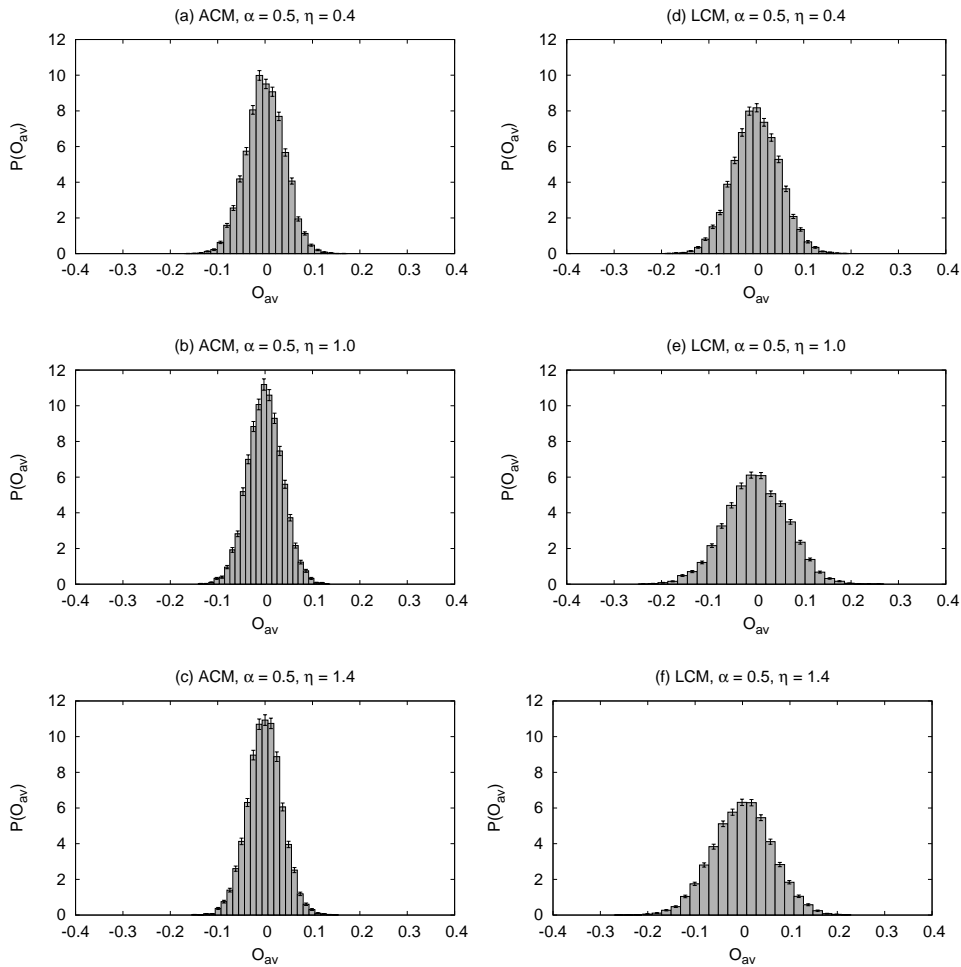 (a) ACM, α = 0.5, η = 0.4
12
10
8
6
4
2
0
P(O_av)
-0.4 -0.3 -0.2 -0.1 0 0.1 0.2 0.3 0.4
O_av
(d) LCM, α = 0.5, η = 0.4
12
10
8
6
4
2
0
P(O_av)
-0.4 -0.3 -0.2 -0.1 0 0.1 0.2 0.3 0.4
O_av
(b) ACM, α = 0.5, η = 1.0
12
10
8
6
4
2
0
P(O_av)
-0.4 -0.3 -0.2 -0.1 0 0.1 0.2 0.3 0.4
O_av
(e) LCM, α = 0.5, η = 1.0
12
10
8
6
4
2
0
P(O_av)
-0.4 -0.3 -0.2 -0.1 0 0.1 0.2 0.3 0.4
O_av
(c) ACM, α = 0.5, η = 1.4
12
10
8
6
4
2
0
P(O_av)
-0.4 -0.3 -0.2 -0.1 0 0.1 0.2 0.3 0.4
O_av
(f) LCM, α = 0.5, η = 1.4
12
10
8
6
4
2
0
P(O_av)
-0.4 -0.3 -0.2 -0.1 0 0.1 0.2 0.3 0.4
O_av